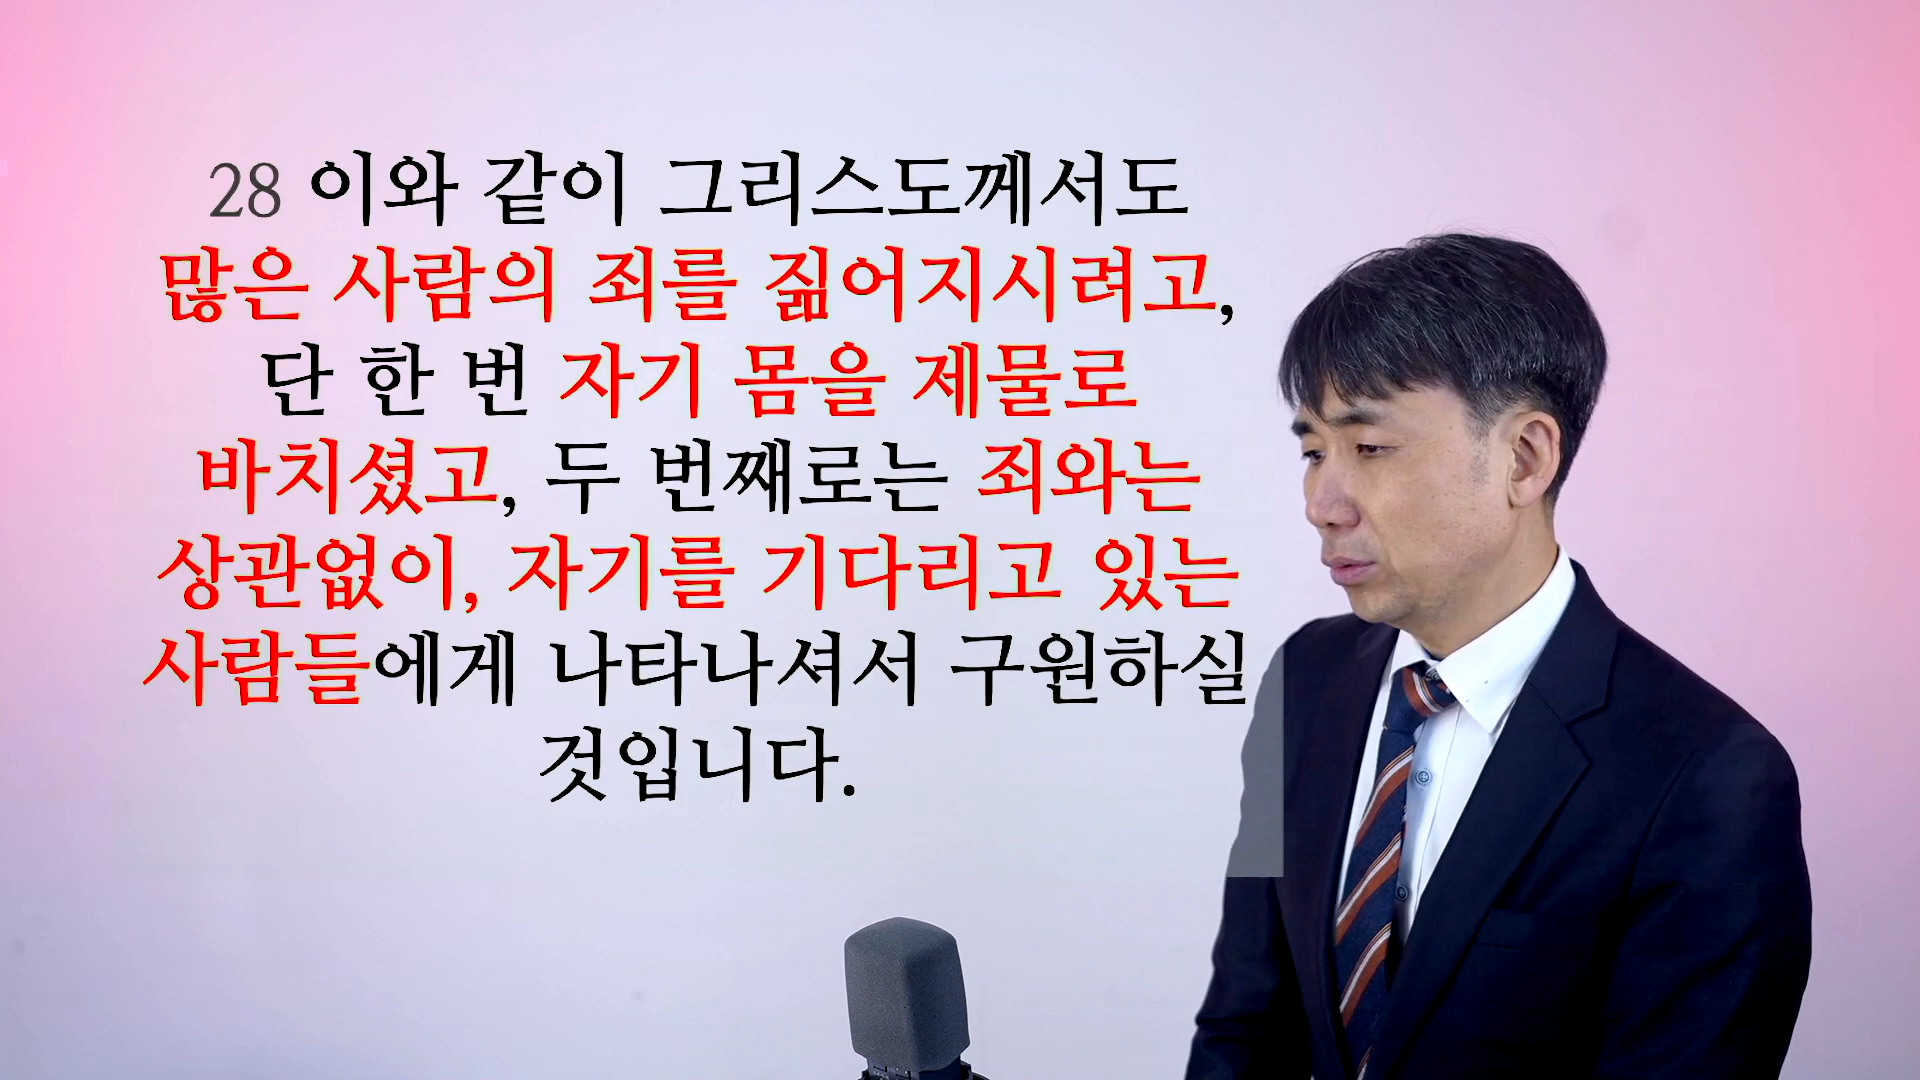 28 이와 같이 그리스도께서도
많은 사람의 죄를 짊어지시려고,
단 한 번 자기 몸을 제물로
바치셨고, 두 번째로는 죄와는
상관없이, 자기를 기다리고 있는
사람들에게 나타나셔서 구원하실
것입니다.